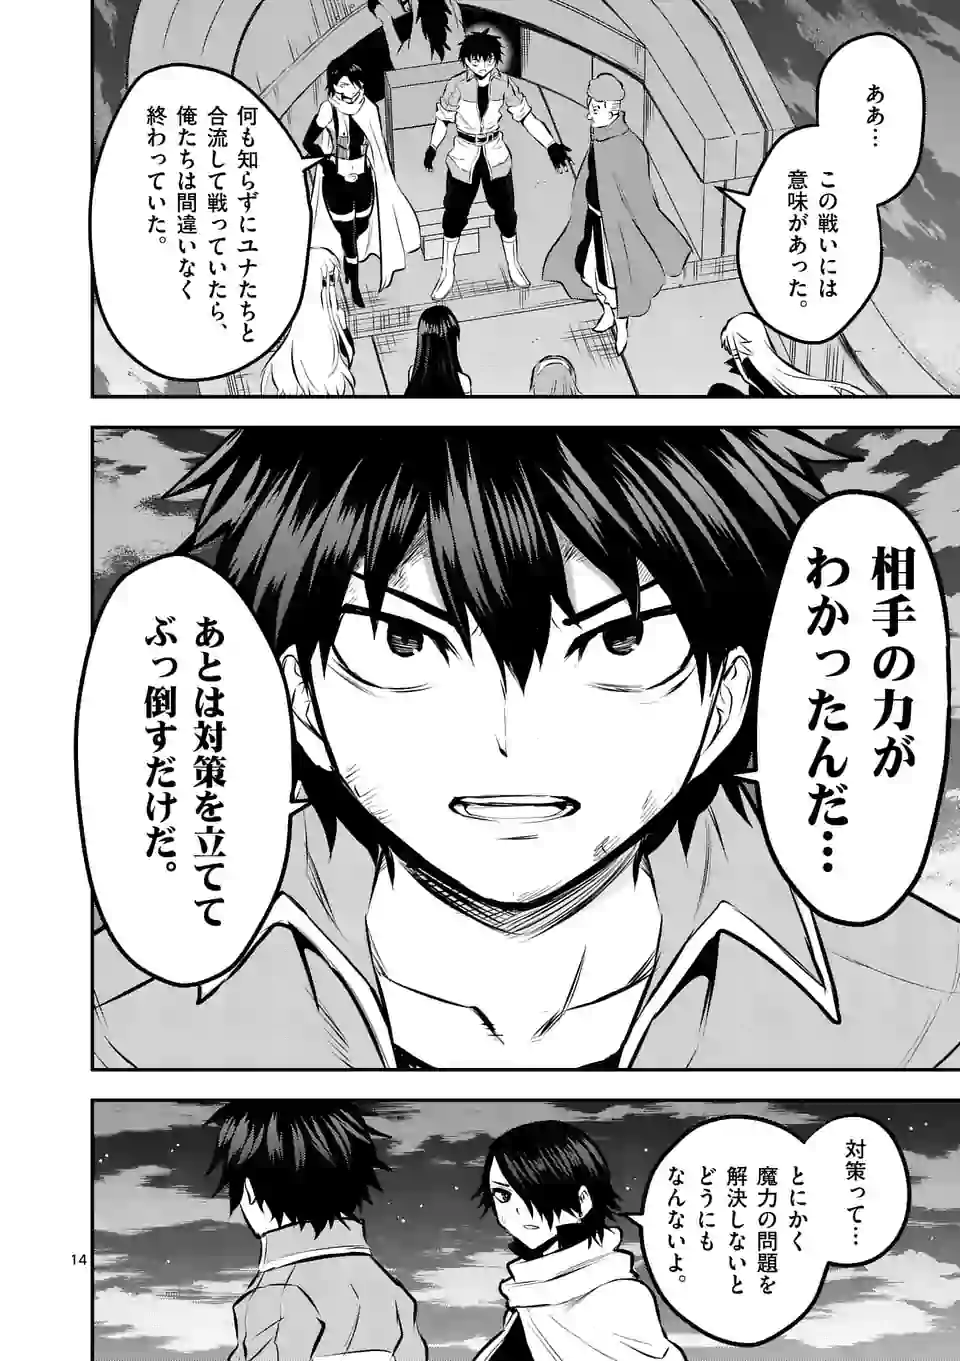 ああ…
この戦いには
意味があった。
何も知らずにユナたちと
合流して戦っていたら、
俺たちは間違いなく
終わっていた。
相手の力が
わかったんだ…
あとは対策を立てて
ぶっ倒すだけだ。
対策って…
とにかく
魔力の問題を
解決しないと
どうにも
なんないよ。
14